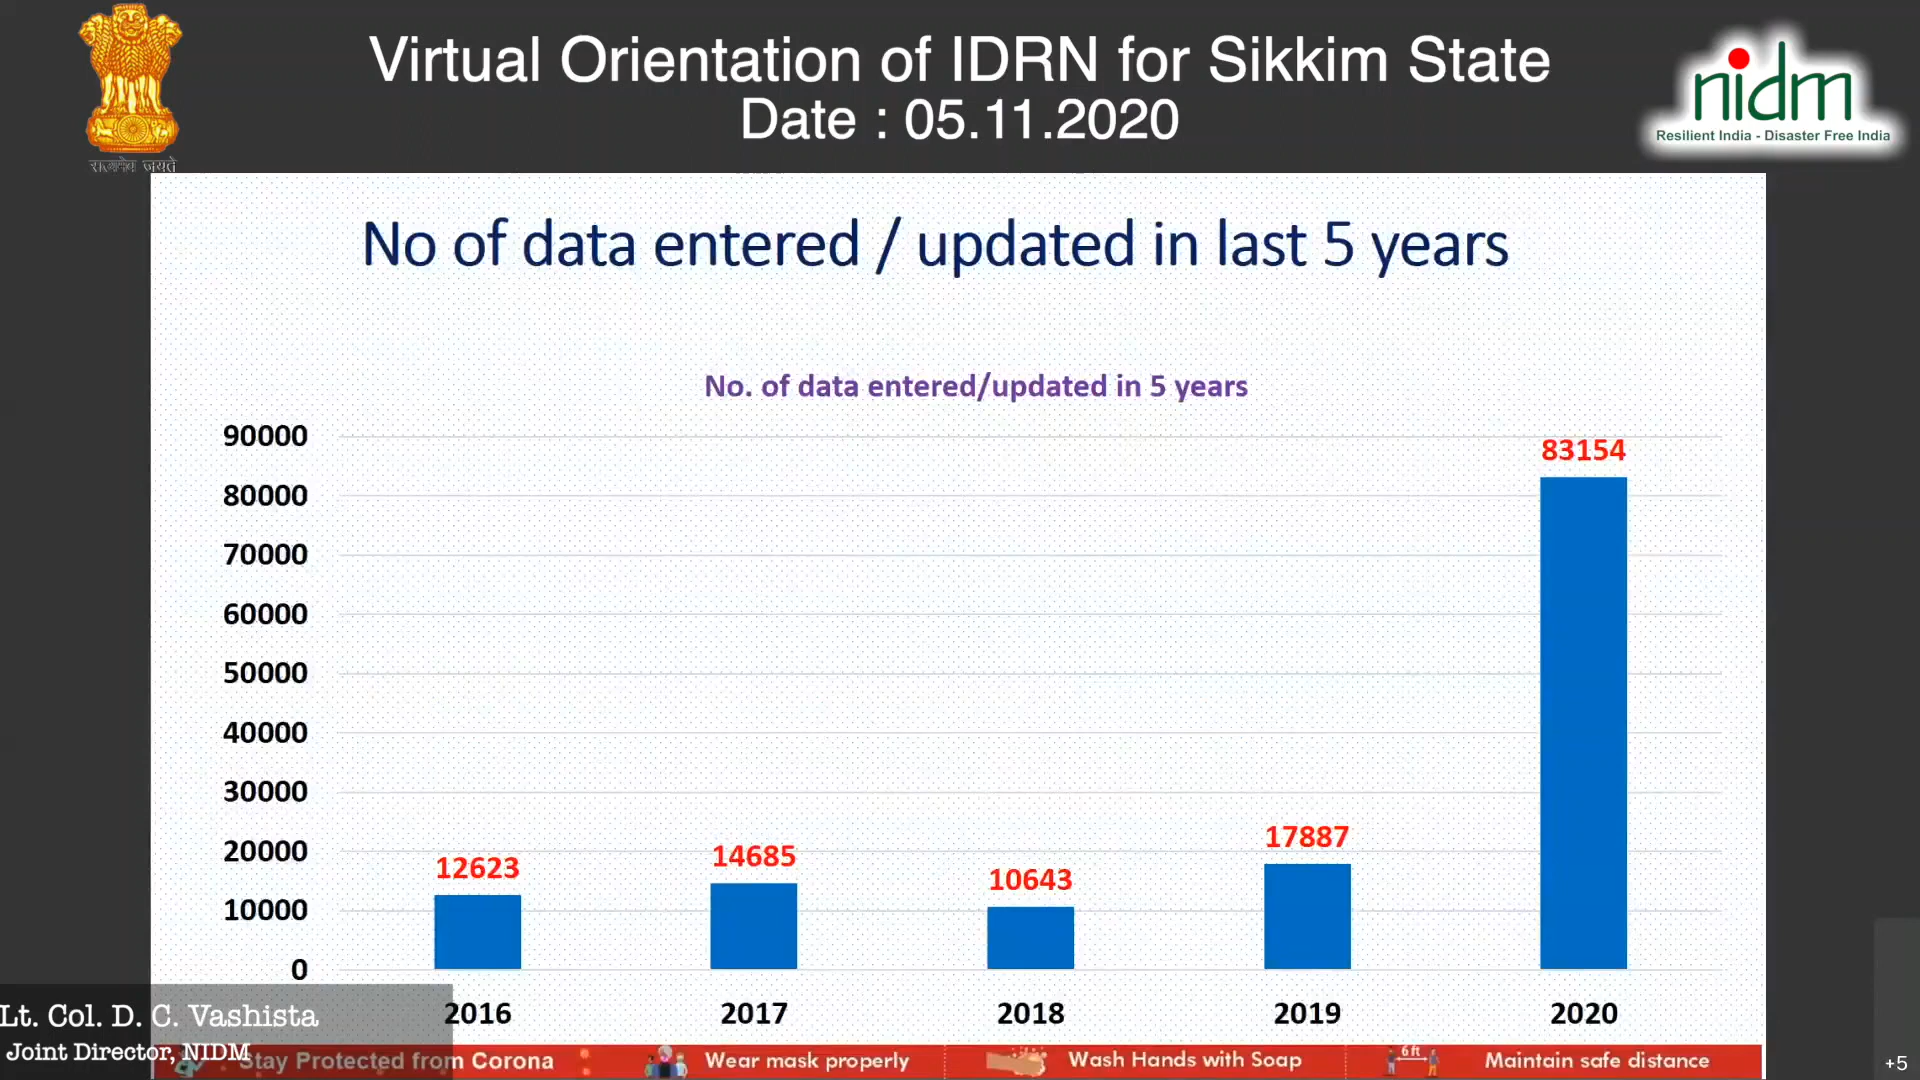 Virtual Orientation of IDRN for Sikkim State
Date : 05.11.2020
सत्यमेव जयते
nidm
Resilient India - Disaster Free India
No of data entered / updated in last 5 years
No. of data entered/updated in 5 years
90000
80000
70000
60000
50000
40000
30000
20000
10000
0
12623
14685
10643
17887
83154
2016
2017
2018
2019
2020
Lt. Col. D. C. Vashista
Joint Director, NIDM
Stay Protected from Corona
Wear mask properly
Wash Hands with Soap
6 ft
Maintain safe distance
+5